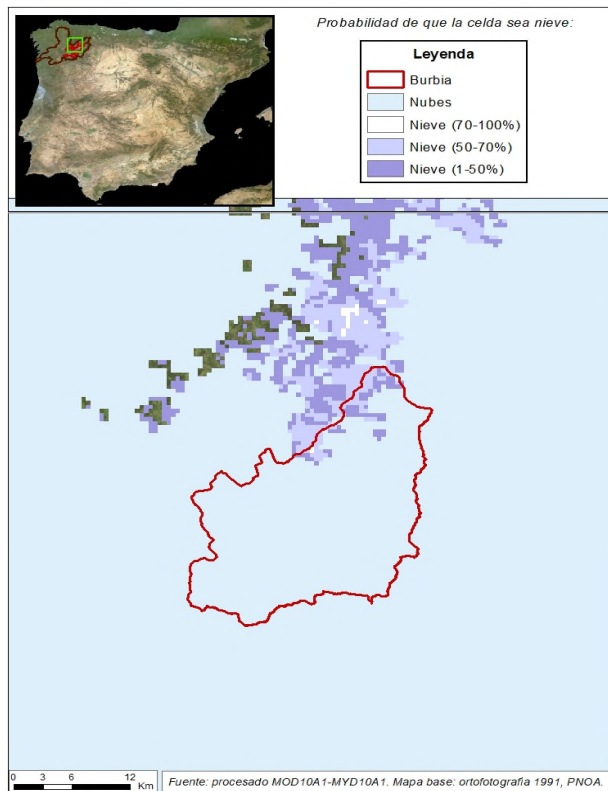 Probabilidad de que la celda sea nieve:
Leyenda
Burbia
Nubes
Nieve (70-100%)
Nieve (50-70%)
Nieve (1-50%)
0 3 6 12
Km
Fuente: procesado MOD10A1-MYD10A1. Mapa base: ortofotografía 1991, PNOA.